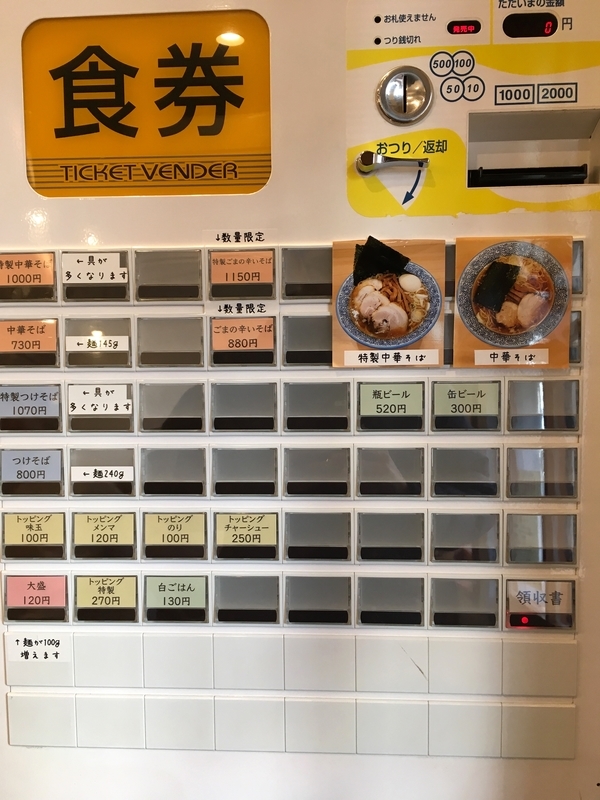 ただいまの金額
お札使えません
つり銭切れ
発売中
0 円
500 100
50 10
1000 2000
おつり／返却
食券
TICKET VENDER
↓数量限定
特製中華そば
1000円
←具が
多くなります
特製ごまの辛いそば
1150円
↓数量限定
中華そば
730円
←麺145g
ごまの辛いそば
880円
特製中華そば
中華そば
特製つけそば
1070円
←具が
多くなります
瓶ビール
520円
缶ビール
300円
つけそば
800円
←麺240g
トッピング
味玉
100円
トッピング
メンマ
120円
トッピング
のり
100円
トッピング
チャーシュー
250円
大盛
120円
トッピング
特製
270円
白ごはん
130円
領収書
↑麺が100g
増えます